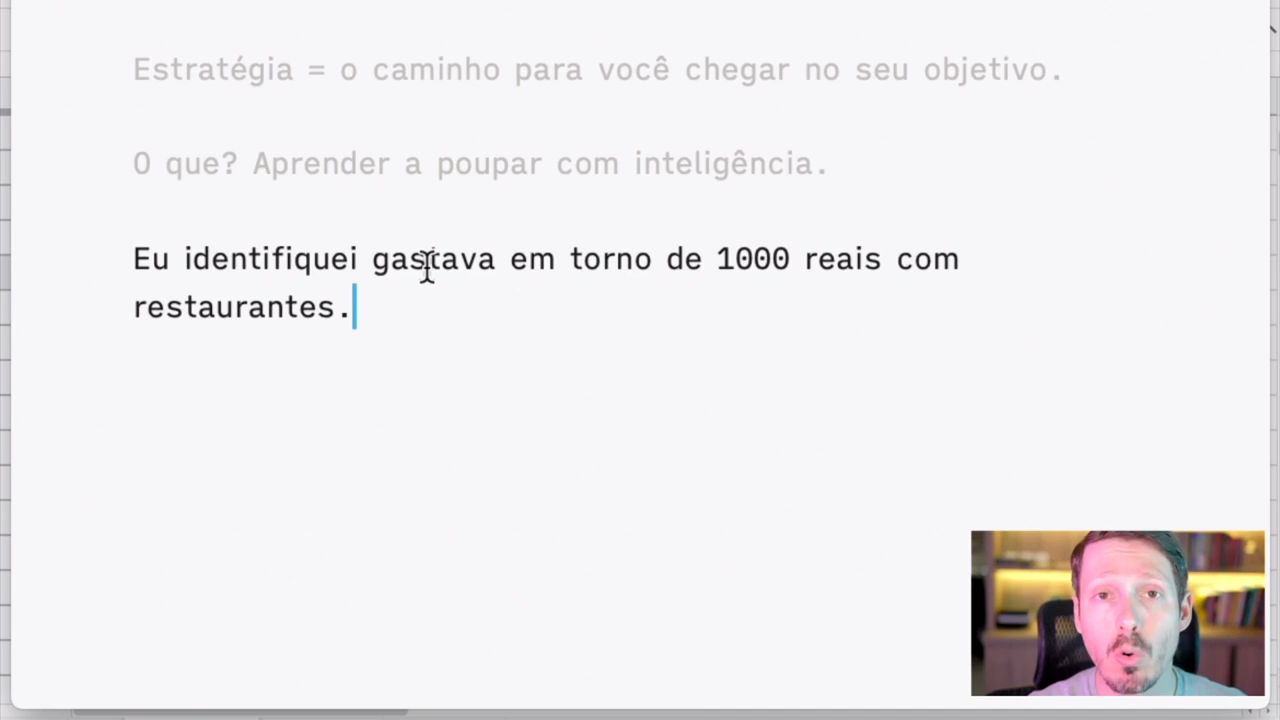 Estratégia = o caminho para você chegar no seu objetivo.
O que? Aprender a poupar com inteligência.
Eu identifiquei gastava em torno de 1000 reais com
restaurantes.